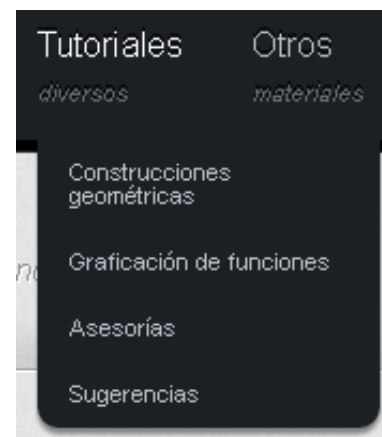 Tutoriales Otros
diversos materiales
Construcciones
geométricas
Graficación de funciones
Asesorías
Sugerencias